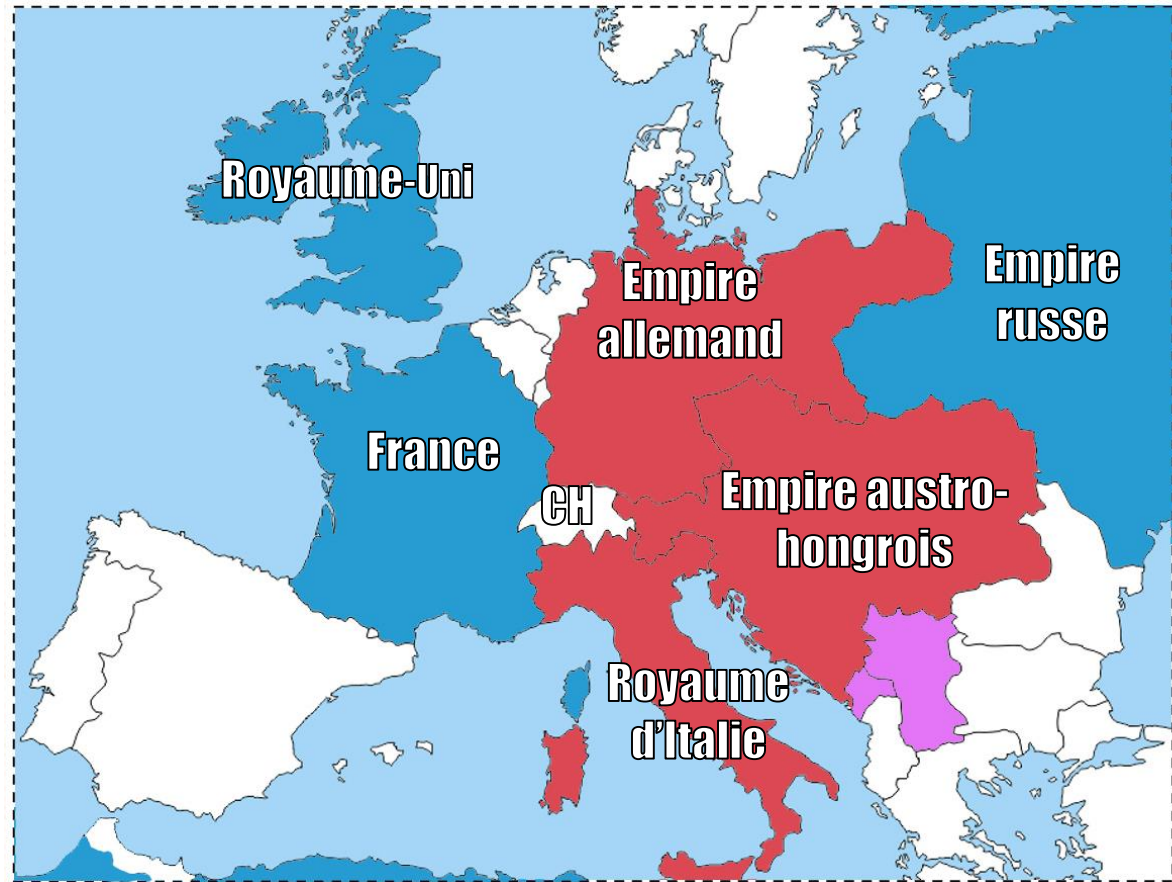 Royaume-Uni
Empire
allemand
Empire
russe
France
CH
Empire austro-
hongrois
Royaume
d'Italie